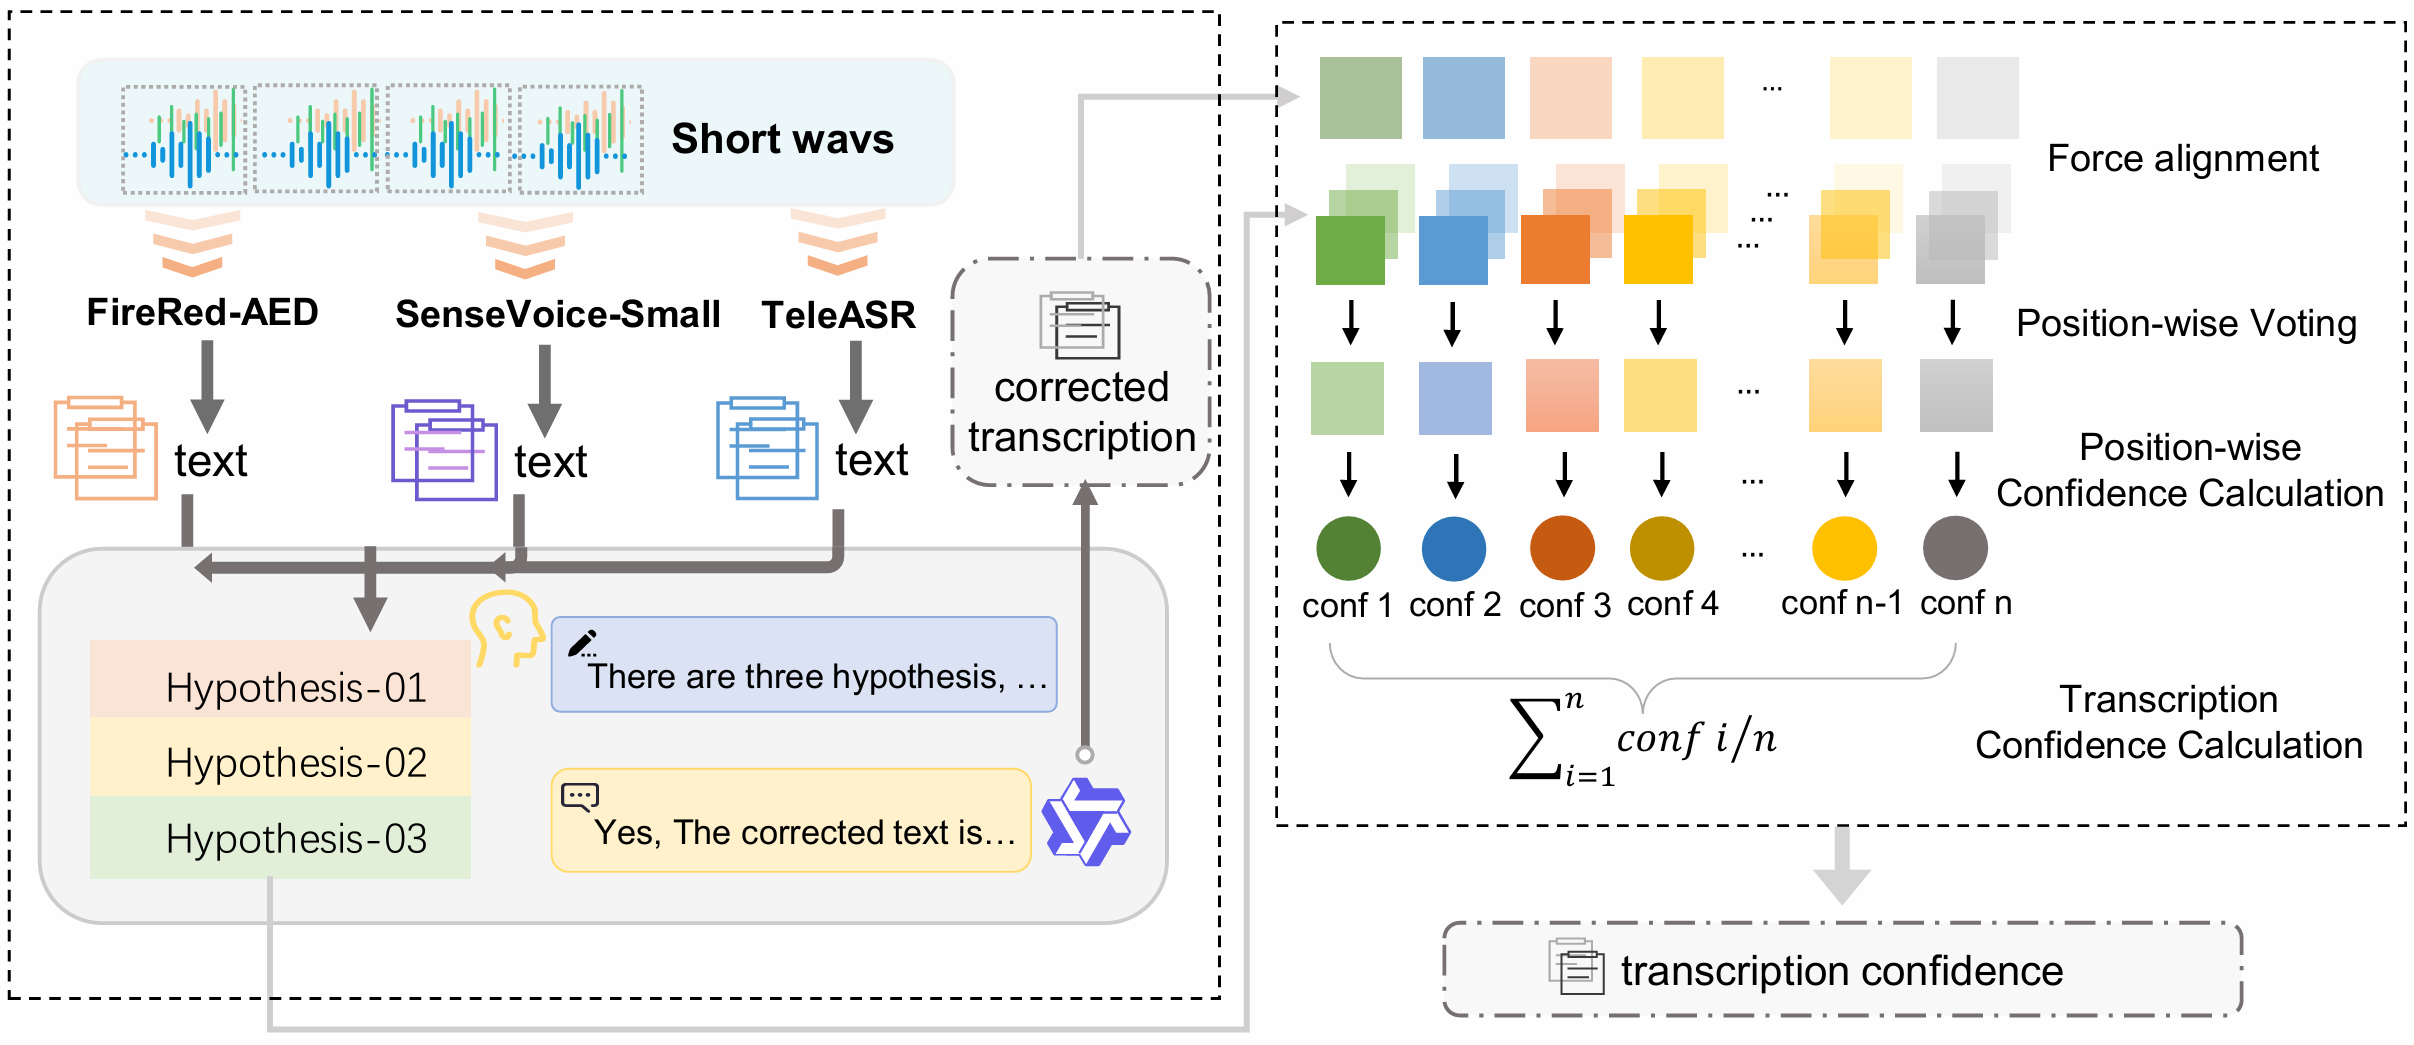 Short wavs
FireRed-AED
SenseVoice-Small
TeleASR
text
text
text
corrected
transcription
Hypothesis-01
Hypothesis-02
Hypothesis-03
There are three hypothesis, …
Yes, The corrected text is…
...
Force alignment
...
...
...
Position-wise Voting
...
Position-wise
Confidence Calculation
...
...
conf 1 conf 2 conf 3 conf 4 conf n-1 conf n
∑ⁿᵢ₌₁ conf i/n
Transcription
Confidence Calculation
transcription confidence